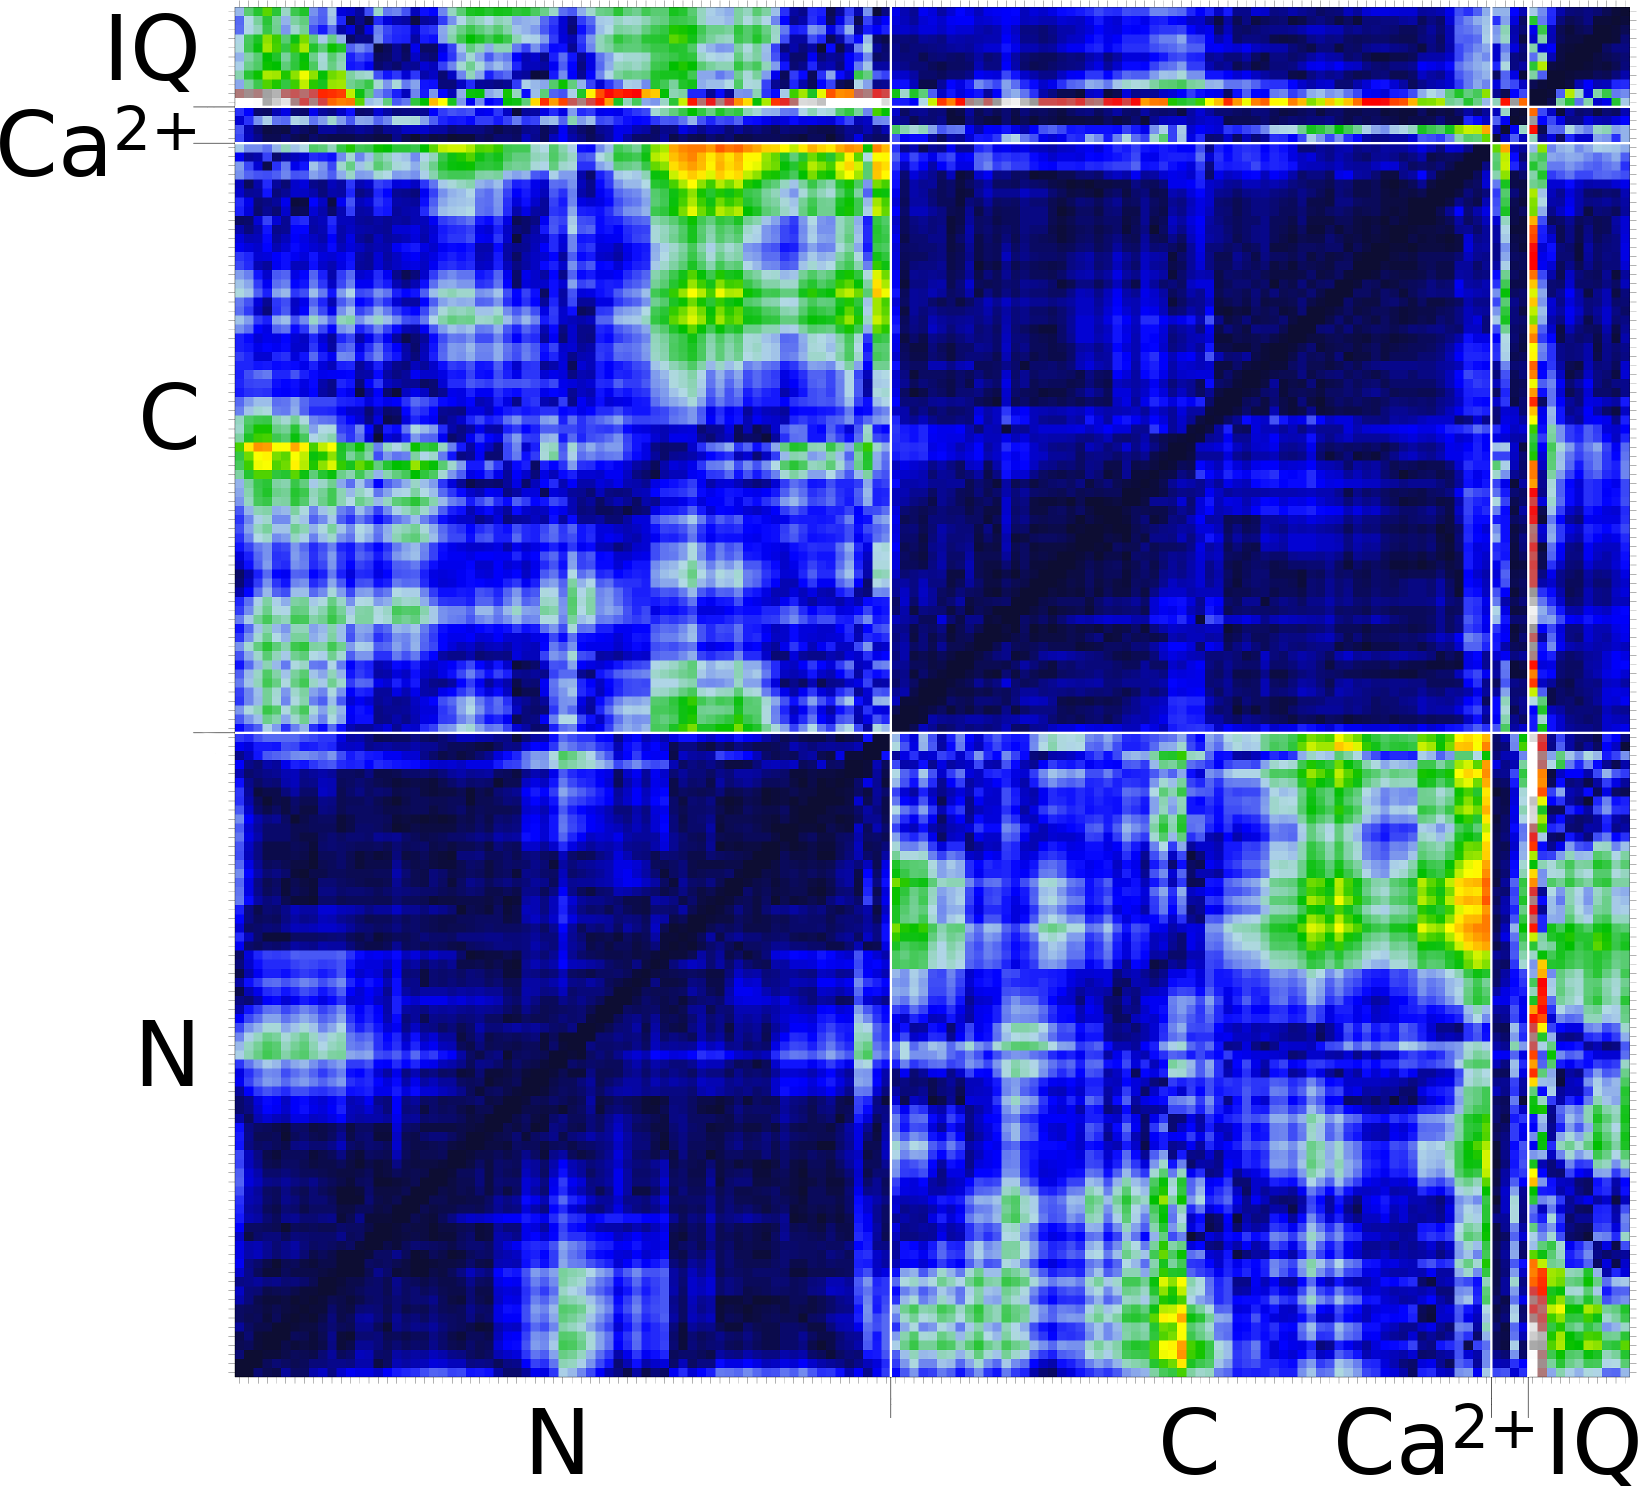 IQ
Ca²⁺
C
N
N C Ca²⁺ IQ